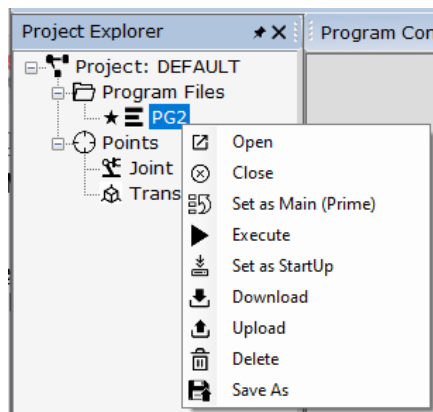 Project Explorer
Program Con
Project: DEFAULT
Program Files
PG2
Points
Joint
Trans
Open
Close
Set as Main (Prime)
Execute
Set as StartUp
Download
Upload
Delete
Save As